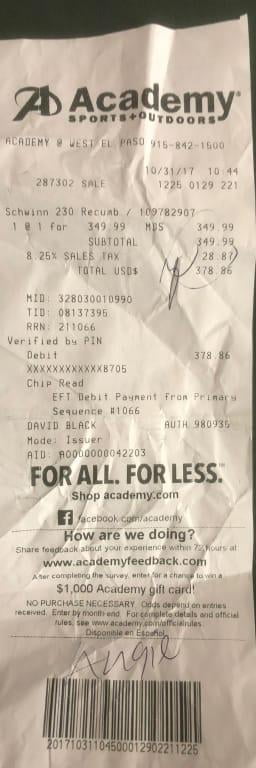 Academy
SPORTS+OUTDOORS
ACADEMY @ WEST EL PASO 915-842-1500
10/31/17 10:44
287302 SALE 1225 0129 221
Schwinn 230 Recumb / 109782907
1 @ 1 for 349.99 MDS 349.99
SUBTOTAL 349.99
8.25% SALES TAX 28.87
TOTAL USD$ 378.86
MID: 328030010990
TID: 08137395
RRN: 211066
Verified by PIN
Debit 378.86
XXXXXXXXXXXX8705
Chip Read
EFT Debit Payment from Primary
Sequence #1066
DAVID BLACK AUTH 980935
Mode: Issuer
AID: A0000000042203
FOR ALL. FOR LESS.™
Shop academy.com
facebook.com/academy
How are we doing?
Share feedback about your experience within 72 hours at
www.academyfeedback.com
After completing the survey, enter for a chance to win a
$1,000 Academy gift card!
NO PURCHASE NECESSARY. Odds depend on entries
received. Enter by month end. For complete details and official
rules, see www.academy.com/officialrules.
Disponible en Español
Angie
20171031104500012902211225